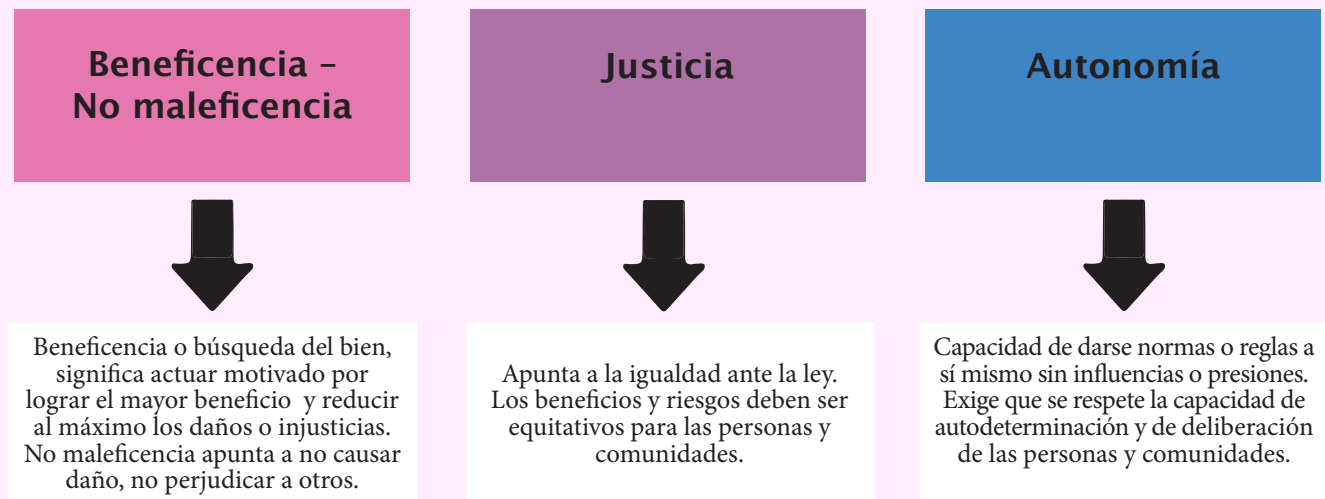 Beneficencia –
No maleficencia
Beneficencia o búsqueda del bien,
significa actuar motivado por
lograr el mayor beneficio y reducir
al máximo los daños o injusticias.
No maleficencia apunta a no causar
daño, no perjudicar a otros.
Justicia
Apunta a la igualdad ante la ley.
Los beneficios y riesgos deben ser
equitativos para las personas y
comunidades.
Autonomía
Capacidad de darse normas o reglas a
sí mismo sin influencias o presiones.
Exige que se respete la capacidad de
autodeterminación y de deliberación
de las personas y comunidades.